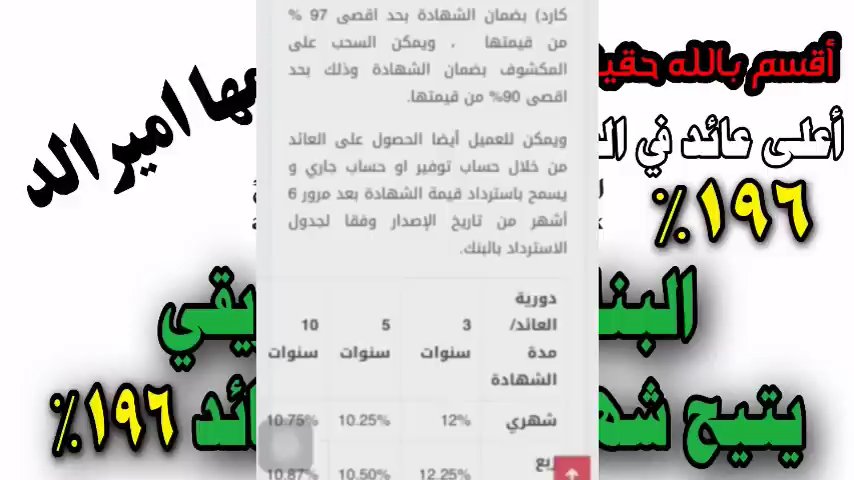 أقسم بالله حقي
أعلى عائد في ال
١٩٦٪
مها امير الد
البنا
يقي
يتيح شه
ائد ١٩٦٪
كارد) بضمان الشهادة بحد اقصى 97 %
من قيمتها ، ويمكن السحب على
المكشوف بضمان الشهادة وذلك بحد
اقصى 90% من قيمتها.
ويمكن للعميل أيضا الحصول على العائد
من خلال حساب توفير او حساب جاري و
يسمح باسترداد قيمة الشهادة بعد مرور 6
أشهر من تاريخ الإصدار وفقا لجدول
الاسترداد بالبنك.
دورية العائد/ مدة الشهادة
3 سنوات
5 سنوات
10 سنوات
شهري 12% 10.25% 10.75%
ربع 12.25% 10.50% 10.87%